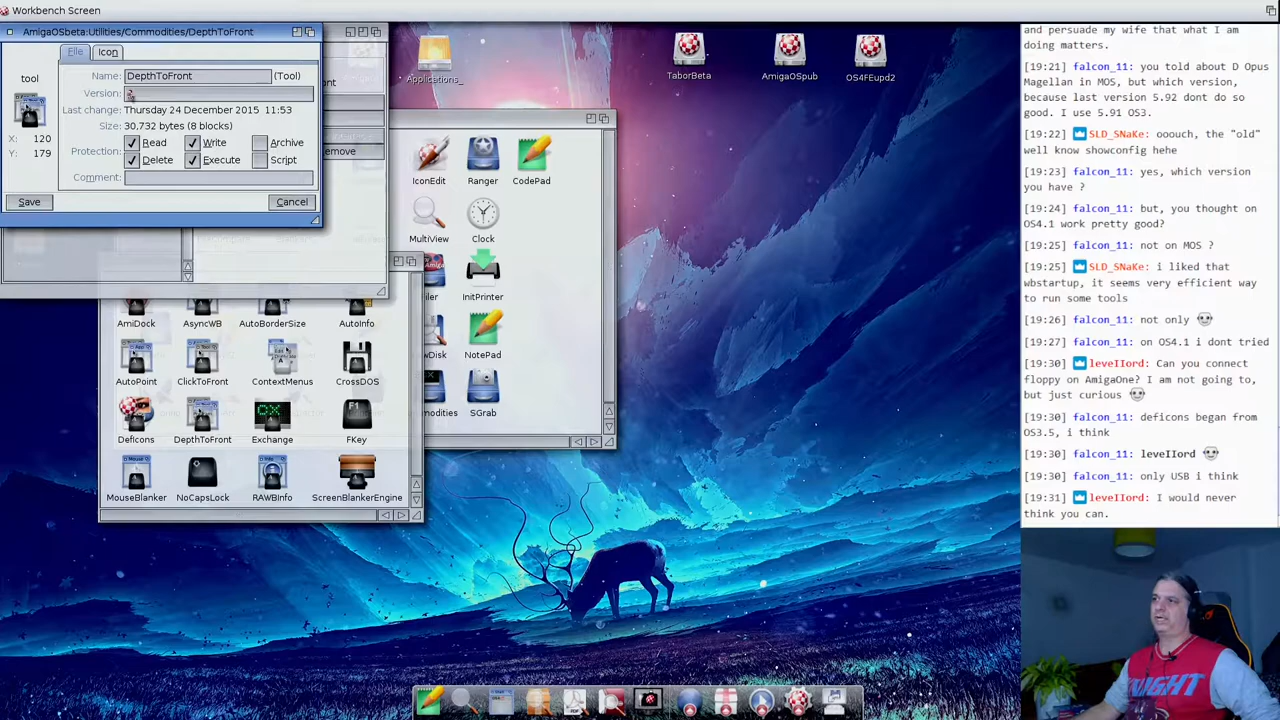 Workbench Screen
AmigaOSbeta:Utilities/Commodities/DepthToFront
File
Icon
tool
Name: DepthToFront (Tool)
Version:
Last change: Thursday 24 December 2015 11:53
Size: 30,732 bytes (8 blocks)
X: 120
Y: 179
Protection:
Read
Write
Archive
Delete
Execute
Script
Comment:
Save
Cancel
Applications_
TaborBeta
AmigaOSpub
OS4FEupd2
IconEdit
Ranger
CodePad
MultiView
Clock
InitPrinter
NotePad
SGrab
AmiDock
AsyncWB
AutoBorderSize
AutoInfo
AutoPoint
ClickToFront
ContextMenus
CrossDOS
DefIcons
DepthToFront
Exchange
FKey
MouseBlanker
NoCapsLock
RAWBInfo
ScreenBlankerEngine
and persuade my wife that what I am
doing matters.
[19:21] falcon_11: you told about D Opus
Magellan in MOS, but which version,
because last version 5.92 dont do so
good. I use 5.91 OS3.
[19:22] SLD_SNaKe: ooouch, the "old"
well know showconfig hehe
[19:23] falcon_11: yes, which version
you have ?
[19:24] falcon_11: but, you thought on
OS4.1 work pretty good?
[19:25] falcon_11: not on MOS ?
[19:25] SLD_SNaKe: i liked that
wbstartup, it seems very efficient way
to run some tools
[19:26] falcon_11: not only
[19:27] falcon_11: on OS4.1 i dont tried
[19:30] leveIIord: Can you connect
floppy on AmigaOne? I am not going to,
but just curious
[19:30] falcon_11: deficons began from
OS3.5, i think
[19:30] falcon_11: leveIIord
[19:30] falcon_11: only USB i think
[19:31] leveIIord: I would never
think you can.